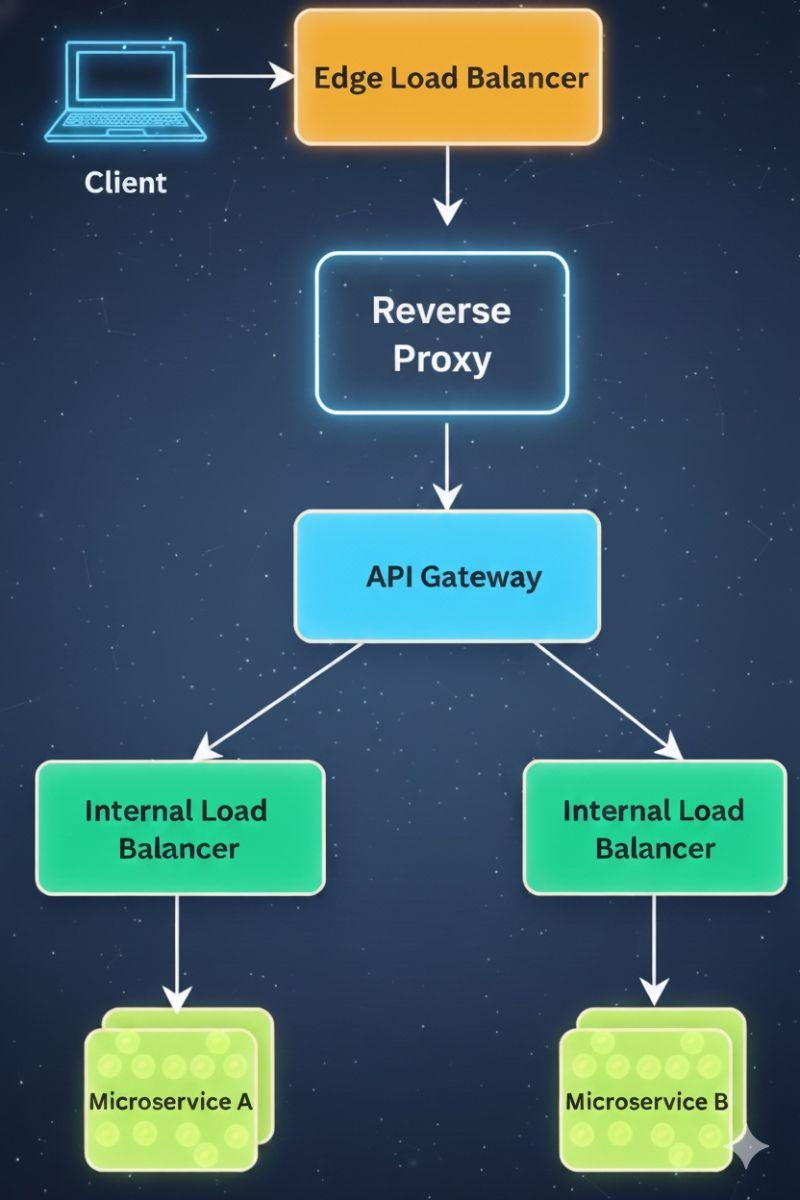 Edge Load Balancer
Client
Reverse
Proxy
API Gateway
Internal Load
Balancer
Internal Load
Balancer
Microservice A
Microservice B